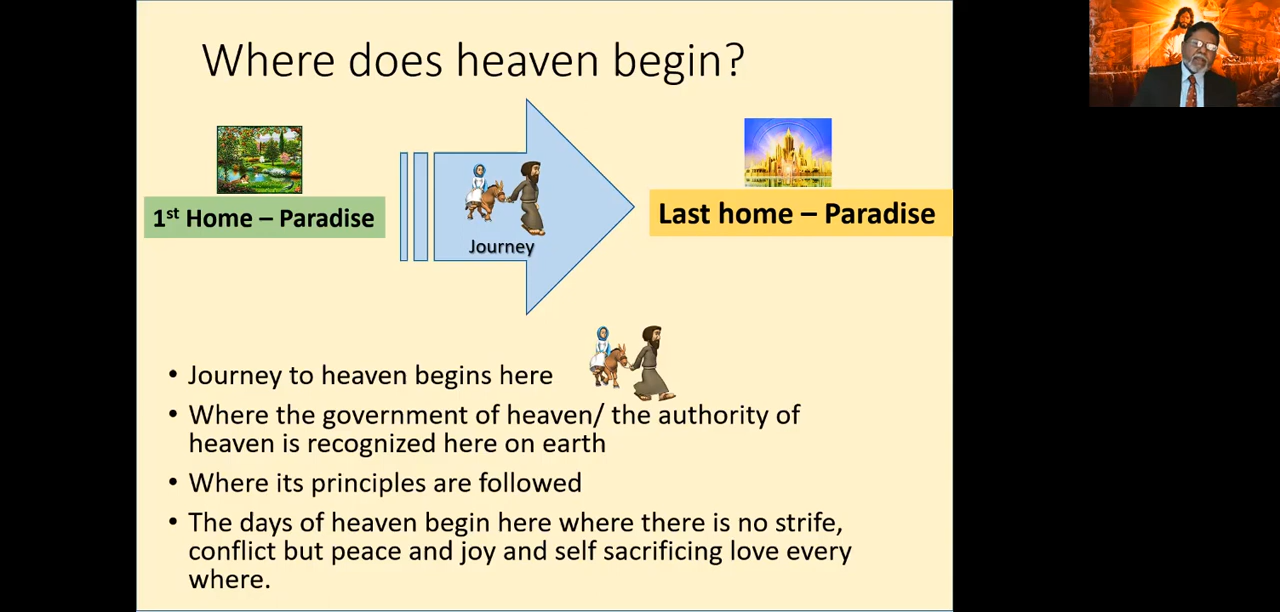 Where does heaven begin?
1st Home – Paradise
Journey
Last home – Paradise
• Journey to heaven begins here
• Where the government of heaven/ the authority of
heaven is recognized here on earth
• Where its principles are followed
• The days of heaven begin here where there is no strife,
conflict but peace and joy and self sacrificing love every
where.